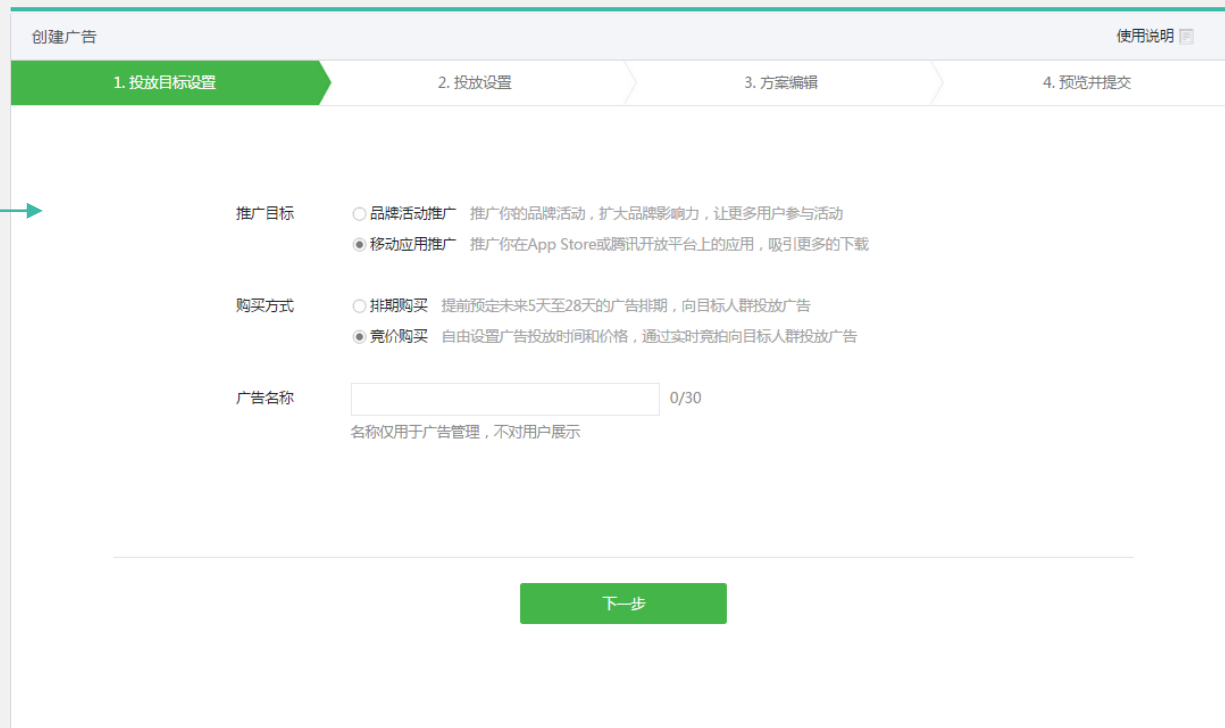 创建广告 使用说明
1. 投放目标设置 2. 投放设置 3. 方案编辑 4. 预览并提交
推广目标 品牌活动推广 推广你的品牌活动，扩大品牌影响力，让更多用户参与活动
移动应用推广 推广你在App Store或腾讯开放平台上的应用，吸引更多的下载
购买方式 排期购买 提前预定未来5天至28天的广告排期，向目标人群投放广告
竞价购买 自由设置广告投放时间和价格，通过实时竞拍向目标人群投放广告
广告名称 0/30
名称仅用于广告管理，不对用户展示
下一步